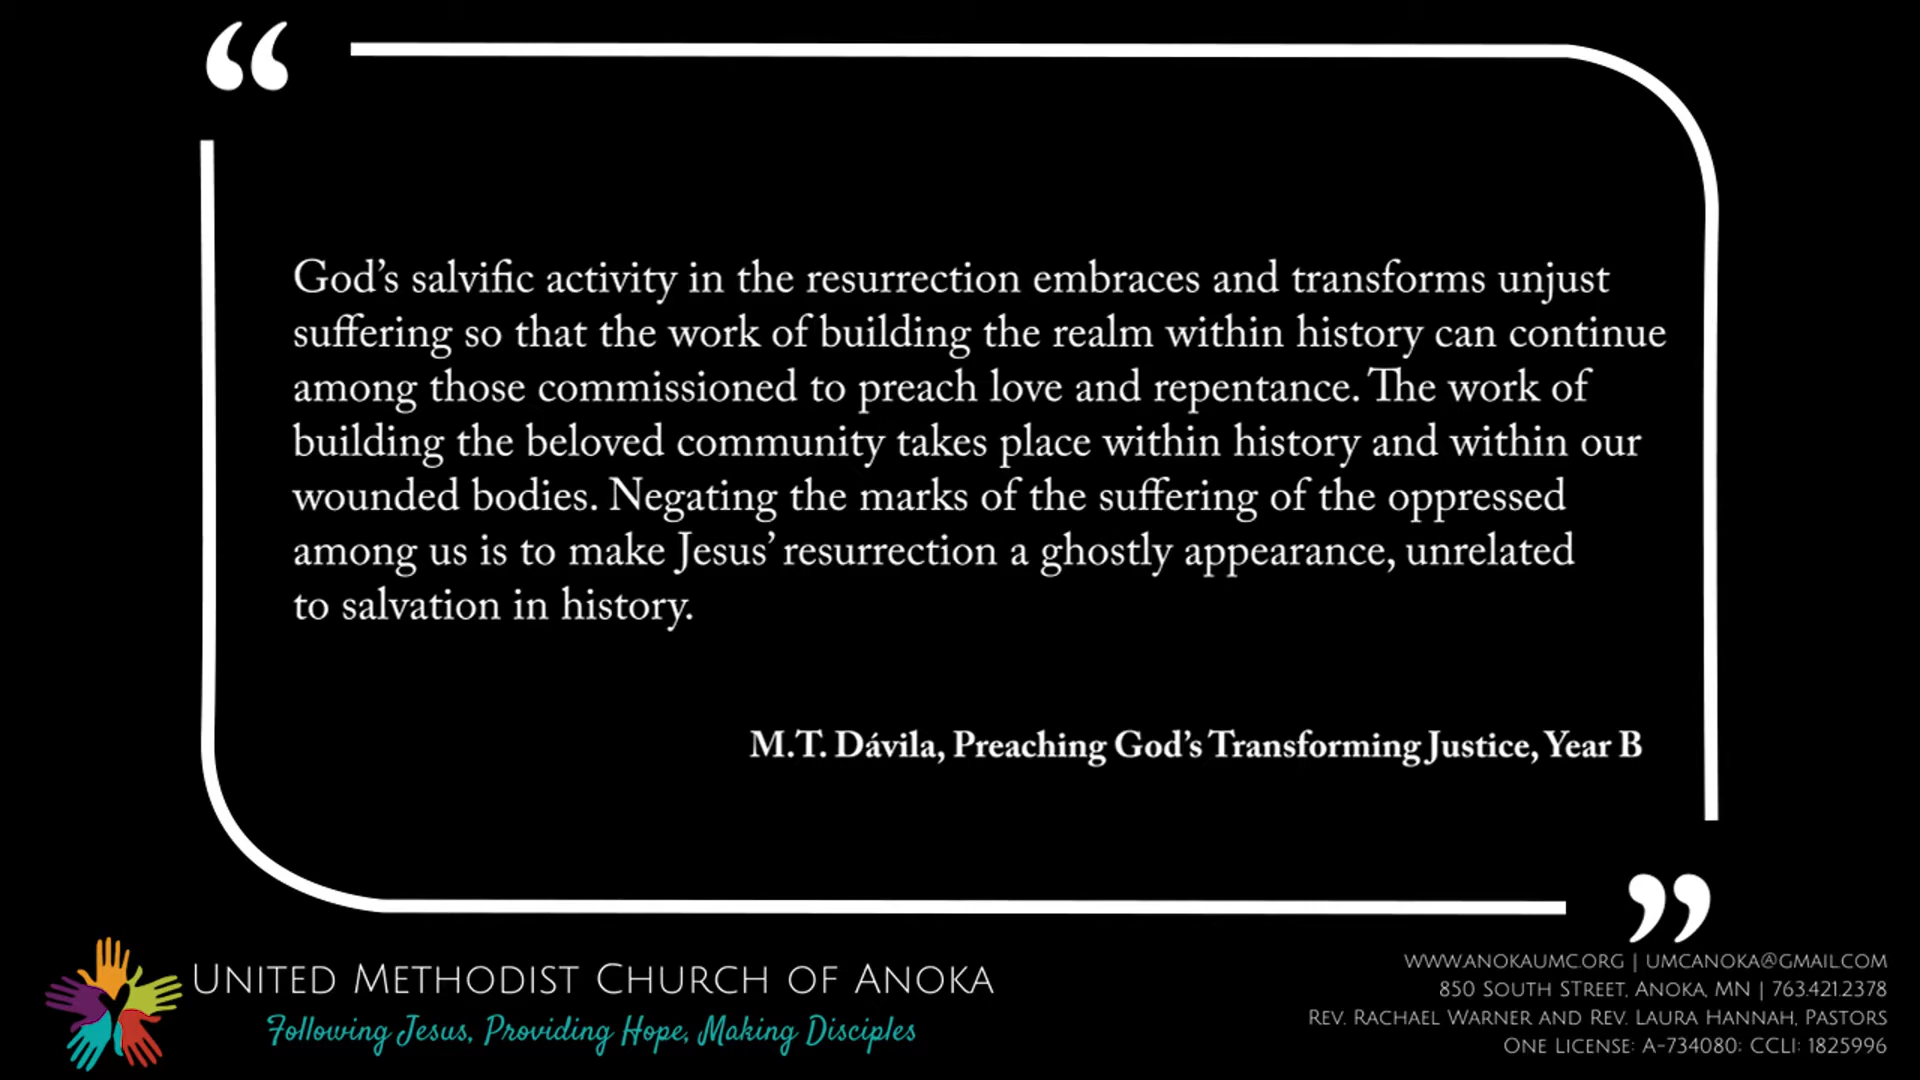 “
God’s salvific activity in the resurrection embraces and transforms unjust
suffering so that the work of building the realm within history can continue
among those commissioned to preach love and repentance. The work of
building the beloved community takes place within history and within our
wounded bodies. Negating the marks of the suffering of the oppressed
among us is to make Jesus’ resurrection a ghostly appearance, unrelated
to salvation in history.
M.T. Dávila, Preaching God’s Transforming Justice, Year B
”
United Methodist Church of Anoka
Following Jesus, Providing Hope, Making Disciples
www.anokaumc.org | umcanoka@gmail.com
850 South Street, Anoka, MN | 763.421.2378
Rev. Rachael Warner and Rev. Laura Hannah, Pastors
One License: A-734080; CCLI: 1825996